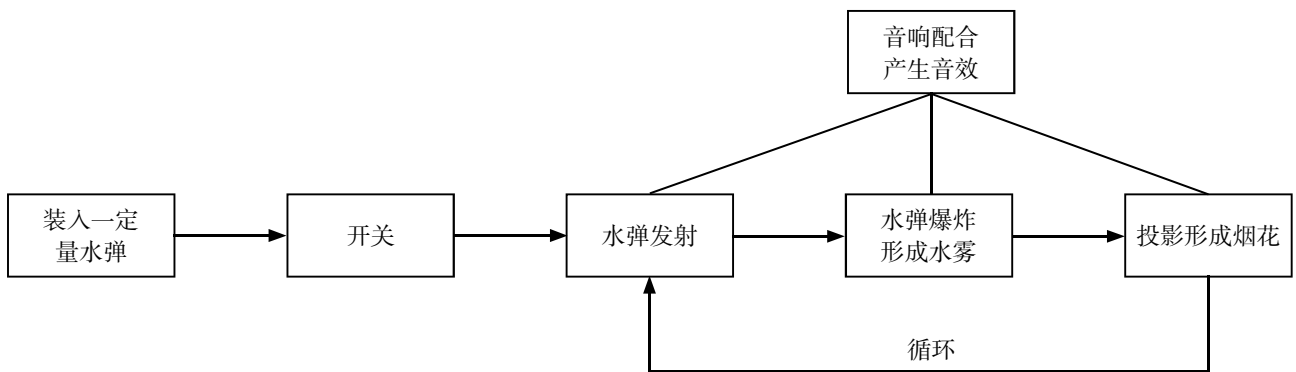 音响配合
产生音效
装入一定
量水弹
开关
水弹发射
水弹爆炸
形成水雾
投影形成烟花
循环